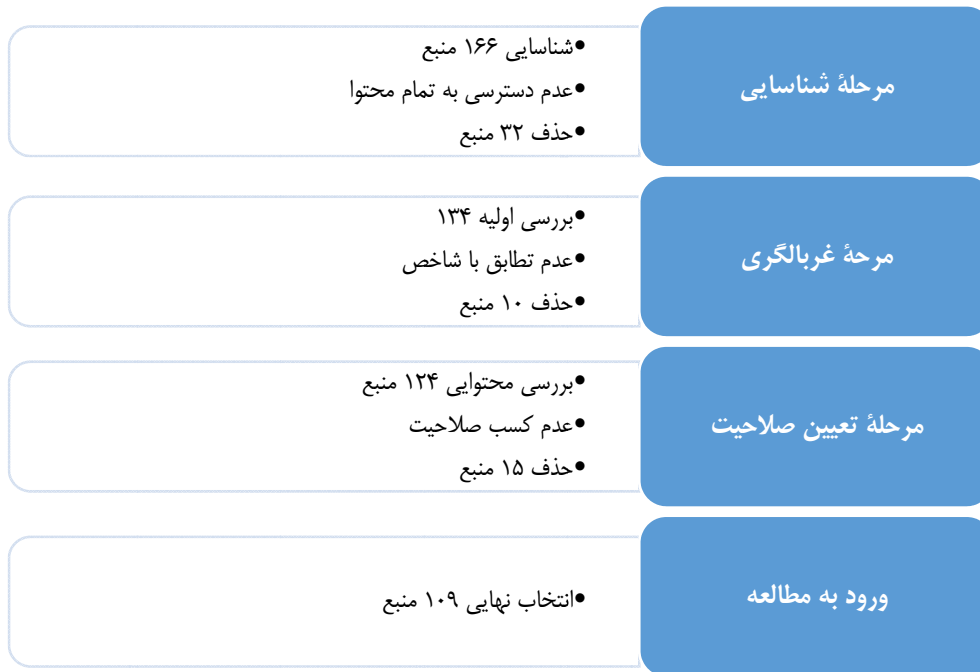 مرحلهٔ شناسایی
•شناسایی ۱۶۶ منبع
•عدم دسترسی به تمام محتوا
•حذف ۳۲ منبع
مرحهٔ غربالگری
•بررسی اولیه ۱۳۴
•عدم تطابق با شاخص
•حذف ۱۰ منبع
مرحلهٔ تعیین صلاحیت
•بررسی محتوایی ۱۲۴ منبع
•عدم کسب صلاحیت
•حذف ۱۵ منبع
ورود به مطالعه
•انتخاب نهایی ۱۰۹ منبع